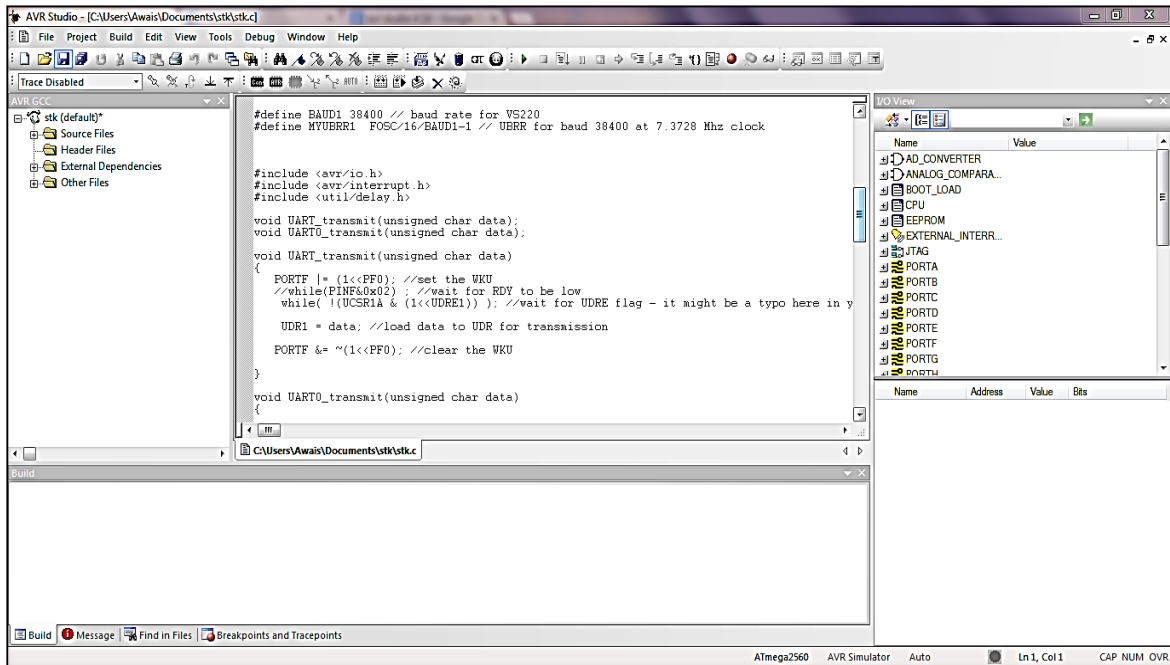 AVR Studio - [C:\Users\Awais\Documents\stk\stk.c]
File Project Build Edit View Tools Debug Window Help
Trace Disabled
AVR GCC
stk (default)*
Source Files
Header Files
External Dependencies
Other Files
#define BAUD1 38400 // baud rate for VS220
#define MYUBRR1 FOSC/16/BAUD1-1 // UBRR for baud 38400 at 7.3728 Mhz clock
#include <avr/io.h>
#include <avr/interrupt.h>
#include <util/delay.h>
void UART_transmit(unsigned char data);
void UART0_transmit(unsigned char data);
void UART_transmit(unsigned char data)
{
PORTF |= (1<<PF0); //set the WKU
//while(PINF&0x02) ; //wait for RDY to be low
while( !(UCSR1A & (1<<UDRE1)) ); //wait for UDRE flag - it might be a typo here in y
UDR1 = data; //load data to UDR for transmission
PORTF &= ~(1<<PF0); //clear the WKU
}
void UART0_transmit(unsigned char data)
{
C:\Users\Awais\Documents\stk\stk.c
I/O View
Name Value
AD_CONVERTER
ANALOG_COMPARA...
BOOT_LOAD
CPU
EEPROM
EXTERNAL_INTERR...
JTAG
PORTA
PORTB
PORTC
PORTD
PORTE
PORTF
PORTG
PORTH
Name Address Value Bits
Build
Build Message Find in Files Breakpoints and Tracepoints
ATmega2560 AVR Simulator Auto Ln 1, Col 1 CAP NUM OVR